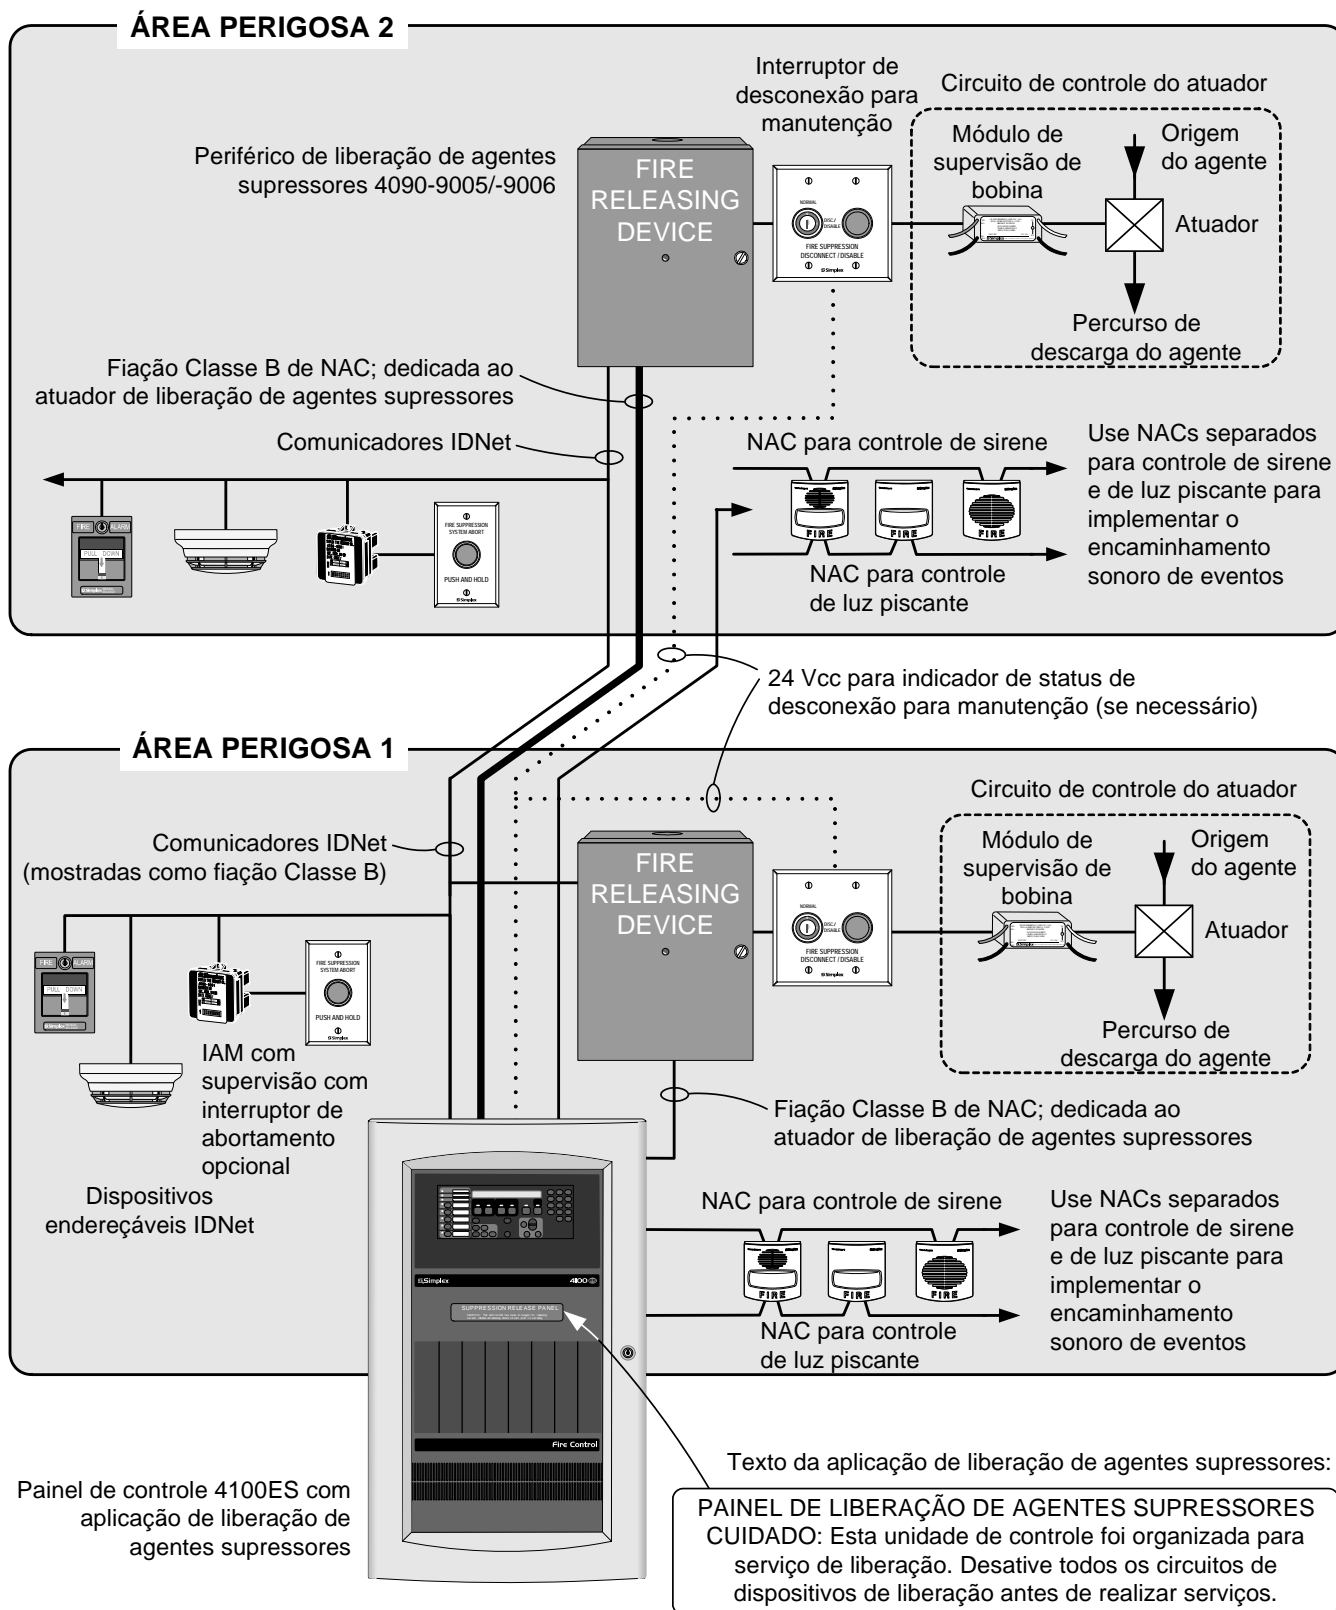 ÁREA PERIGOSA 2
Interruptor de
desconexão para
manutenção
Circuito de controle do atuador
Periférico de liberação de agentes
supressores 4090-9005/-9006
FIRE
RELEASING
DEVICE
NORMAL
DISC./
DISABLE
FIRE SUPPRESSION
DISCONNECT / DISABLE
Simplex
Módulo de
supervisão de
bobina
Origem
do agente
Atuador
Percurso de
descarga do agente
Fiação Classe B de NAC; dedicada ao
atuador de liberação de agentes supressores
Comunicadores IDNet
NAC para controle de sirene
Use NACs separados
para controle de sirene
e de luz piscante para
implementar o
encaminhamento
sonoro de eventos
FIRE ALARM
PULL DOWN
Simplex
FIRE SUPPRESSION
SYSTEM ABORT
PUSH AND HOLD
Simplex
FIRE
FIRE
FIRE
NAC para controle
de luz piscante
24 Vcc para indicador de status de
desconexão para manutenção (se necessário)
ÁREA PERIGOSA 1
Circuito de controle do atuador
Comunicadores IDNet
(mostradas como fiação Classe B)
FIRE
RELEASING
DEVICE
NORMAL
DISC./
DISABLE
FIRE SUPPRESSION
DISCONNECT / DISABLE
Simplex
Módulo de
supervisão de
bobina
Origem
do agente
Atuador
Percurso de
descarga do agente
FIRE ALARM
PULL DOWN
Simplex
FIRE SUPPRESSION
SYSTEM ABORT
PUSH AND HOLD
Simplex
IAM com
supervisão com
interruptor de
abortamento
opcional
Dispositivos
endereçáveis IDNet
Fiação Classe B de NAC; dedicada ao
atuador de liberação de agentes supressores
NAC para controle de sirene
Use NACs separados
para controle de sirene
e de luz piscante para
implementar o
encaminhamento
sonoro de eventos
FIRE
FIRE
FIRE
NAC para controle
de luz piscante
Simplex
4100
SUPPRESSION RELEASE PANEL
Fire Control
Painel de controle 4100ES com
aplicação de liberação de
agentes supressores
Texto da aplicação de liberação de agentes supressores:
PAINEL DE LIBERAÇÃO DE AGENTES SUPRESSORES
CUIDADO: Esta unidade de controle foi organizada para
serviço de liberação. Desative todos os circuitos de
dispositivos de liberação antes de realizar serviços.